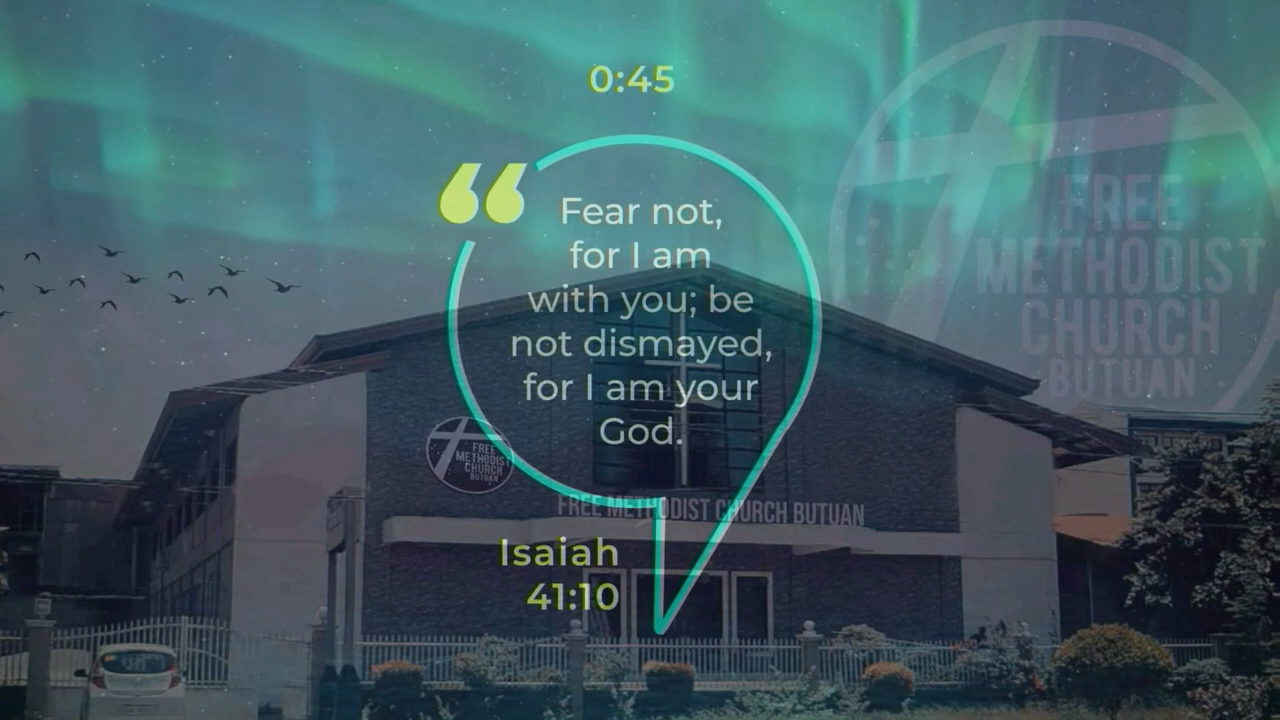 0:45
“
Fear not,
for I am
with you; be
not dismayed,
for I am your
God.
Isaiah
41:10
FREE
METHODIST
CHURCH
BUTUAN
FREE
METHODIST
CHURCH
BUTUAN
FREE METHODIST CHURCH BUTUAN